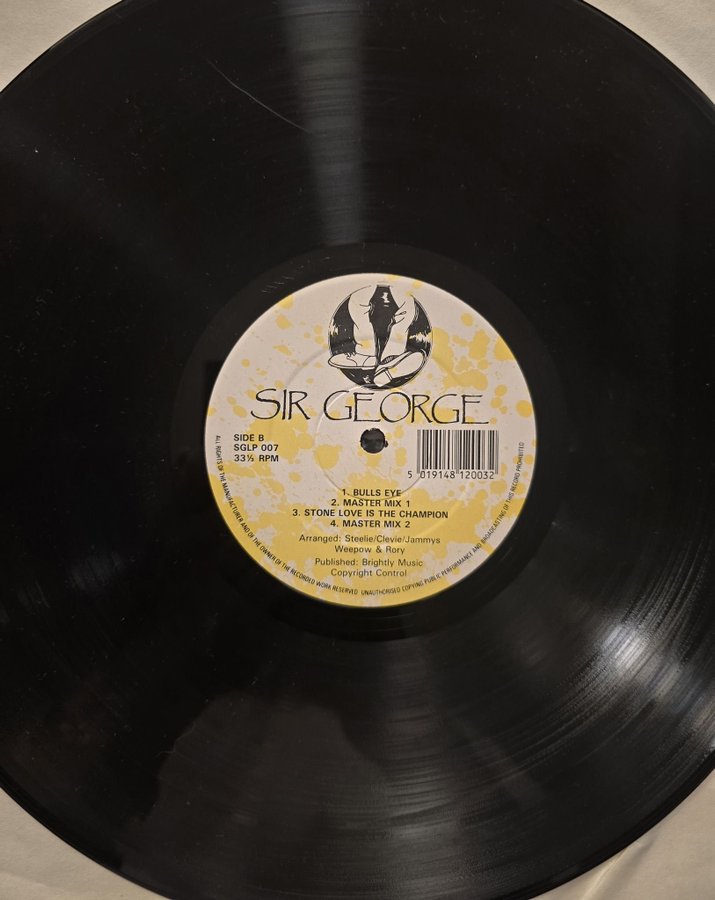 SIR GEORGE
SIDE B
SGLP 007
33⅓ RPM
5 019148 120032
1. BULLS EYE
2. MASTER MIX 1
3. STONE LOVE IS THE CHAMPION
4. MASTER MIX 2
Arranged: Steelie/Clevie/Jammys
Weepow & Rory
Published: Brightly Music
Copyright Control
ALL RIGHTS OF THE MANUFACTURER AND OF THE OWNER OF THE RECORDED WORK RESERVED UNAUTHORISED COPYING PUBLIC PERFORMANCE AND BROADCASTING OF THIS RECORD PROHIBITED